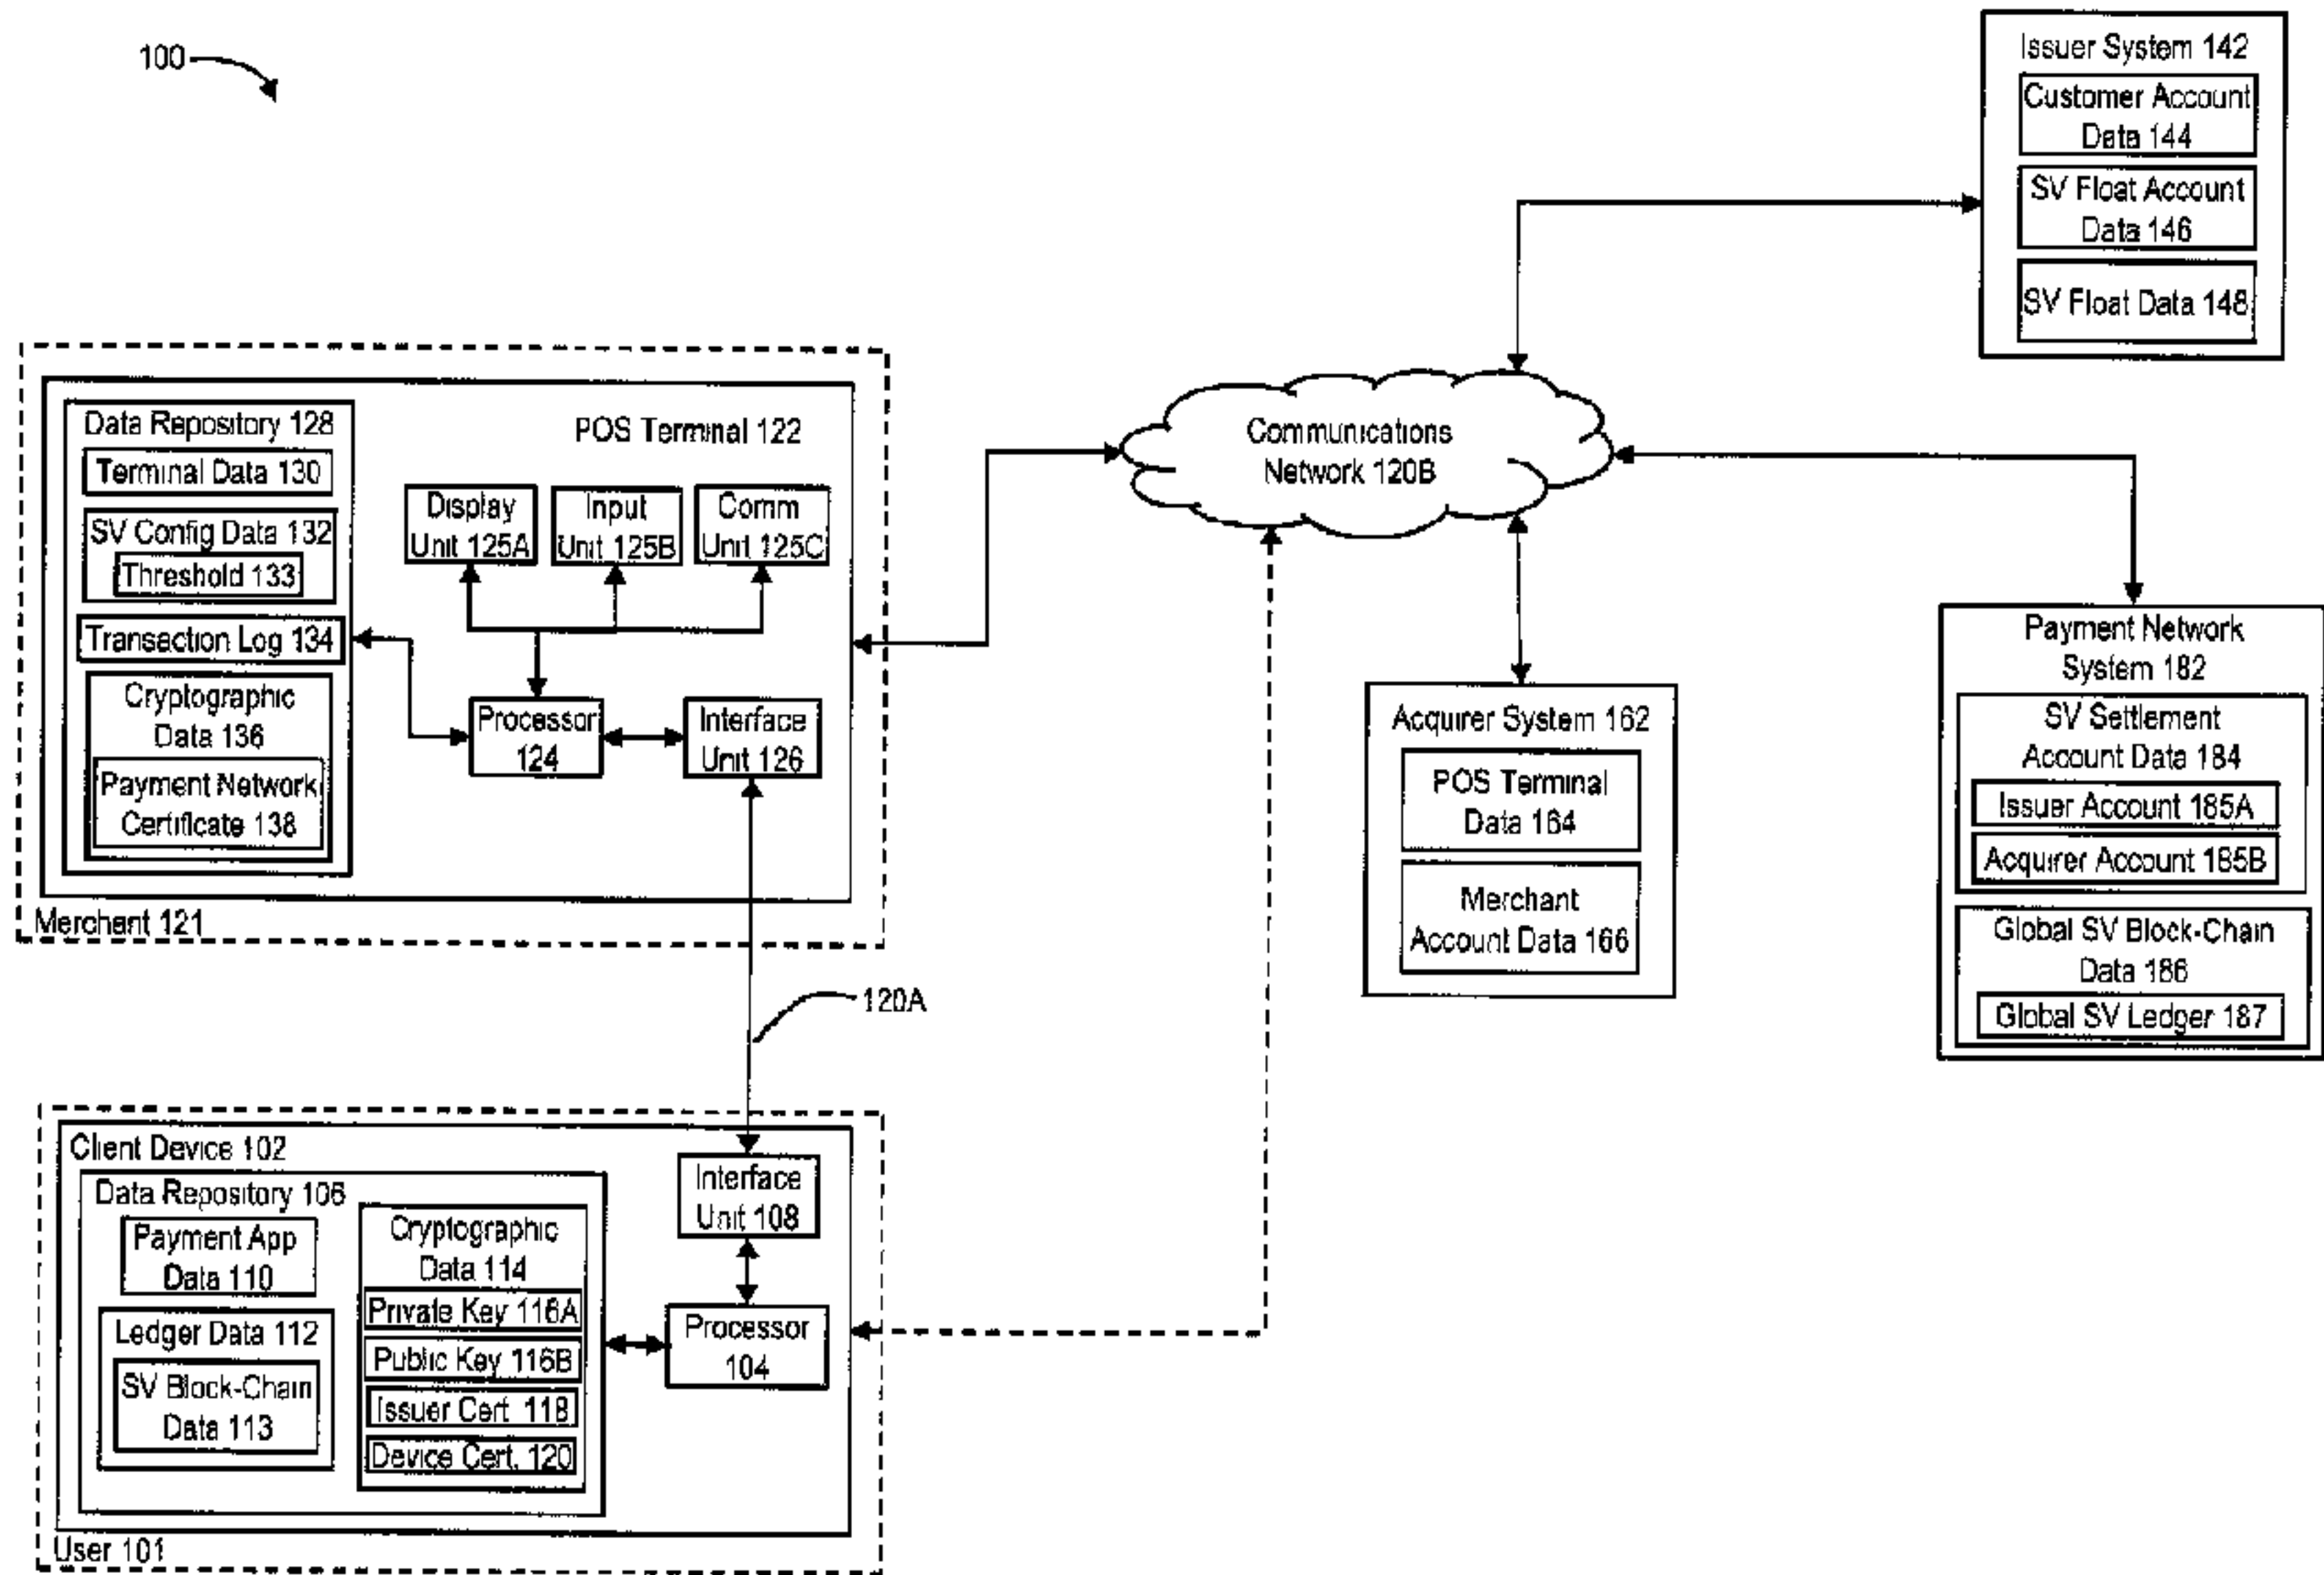 100
Issuer System 142
Customer Account
Data 144
SV Float Account
Data 146
SV Float Data 148
Data Repository 128
Terminal Data 130
SV Config Data 132
Threshold 133
Transaction Log 134
Cryptographic
Data 136
Payment Network
Certificate 138
POS Terminal 122
Display
Unit 125A
Input
Unit 125B
Comm
Unit 125C
Processor
124
Interface
Unit 126
Merchant 121
Communications
Network 120B
Acquirer System 162
POS Terminal
Data 164
Merchant
Account Data 166
Payment Network
System 182
SV Settlement
Account Data 184
Issuer Account 185A
Acquirer Account 185B
Global SV Block-Chain
Data 186
Global SV Ledger 187
120A
Client Device 102
Data Repository 106
Payment App
Data 110
Ledger Data 112
SV Block-Chain
Data 113
Cryptographic
Data 114
Private Key 116A
Public Key 116B
Issuer Cert. 118
Device Cert. 120
Interface
Unit 108
Processor
104
User 101